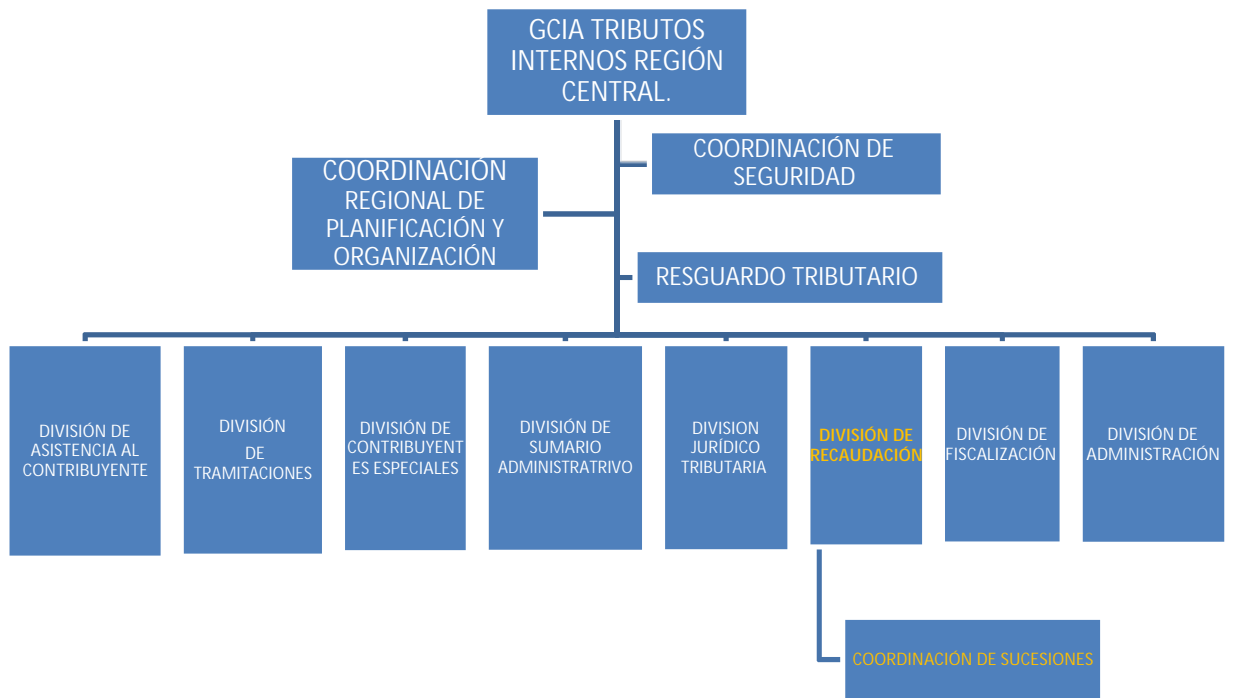 GCIA TRIBUTOS
INTERNOS REGIÓN
CENTRAL.
COORDINACIÓN DE
SEGURIDAD
COORDINACIÓN
REGIONAL DE
PLANIFICACIÓN Y
ORGANIZACIÓN
RESGUARDO TRIBUTARIO
DIVISIÓN DE
ASISTENCIA AL
CONTRIBUYENTE
DIVISIÓN
DE
TRAMITACIONES
DIVISIÓN DE
CONTRIBUYENT
ES ESPECIALES
DIVISIÓN DE
SUMARIO
ADMINISTRATRIVO
DIVISION
JURÍDICO
TRIBUTARIA
DIVISIÓN DE
RECAUDACIÓN
DIVISIÓN DE
FISCALIZACIÓN
DIVISIÓN DE
ADMINISTRACIÓN
COORDINACIÓN DE SUCESIONES